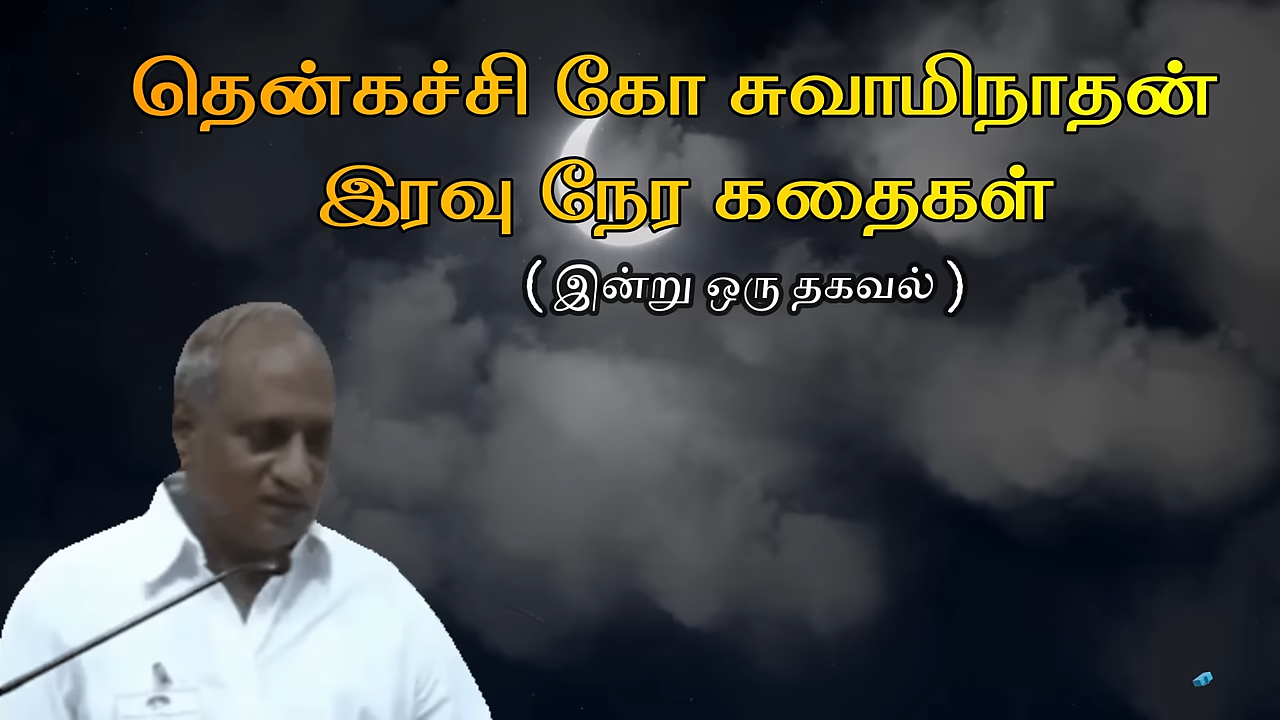 தென்கச்சி கோ சுவாமிநாதன்
இரவு நேர கதைகள்
( இன்று ஒரு தகவல் )